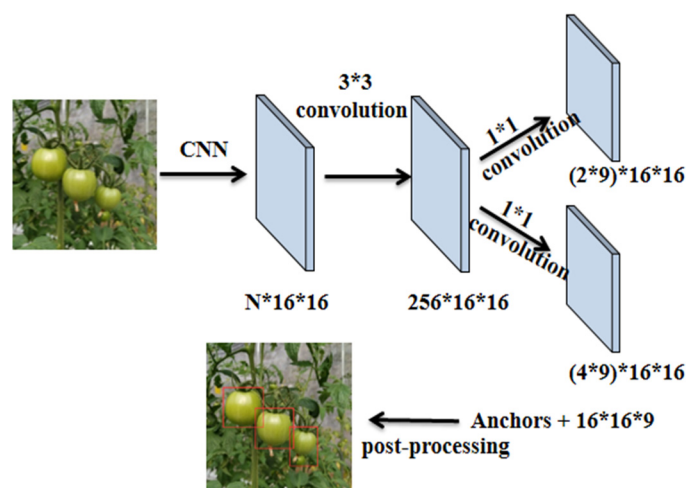 3*3
convolution
CNN
1*1
convolution
(2*9)*16*16
1*1
convolution
N*16*16
256*16*16
(4*9)*16*16
Anchors + 16*16*9
post-processing